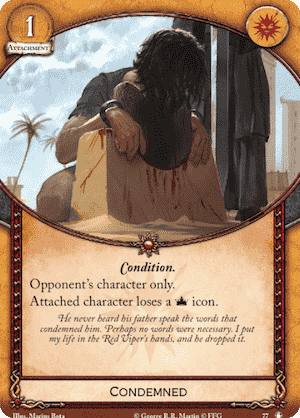 1
ATTACHMENT
Condition.
Opponent's character only.
Attached character loses a icon.
He never heard his father speak the words that
condemned him. Perhaps no words were necessary. I put
my life in the Red Viper's hands, and he dropped it.
CONDEMNED
Illus. Marius Bota © George R.R. Martin © FFG 77